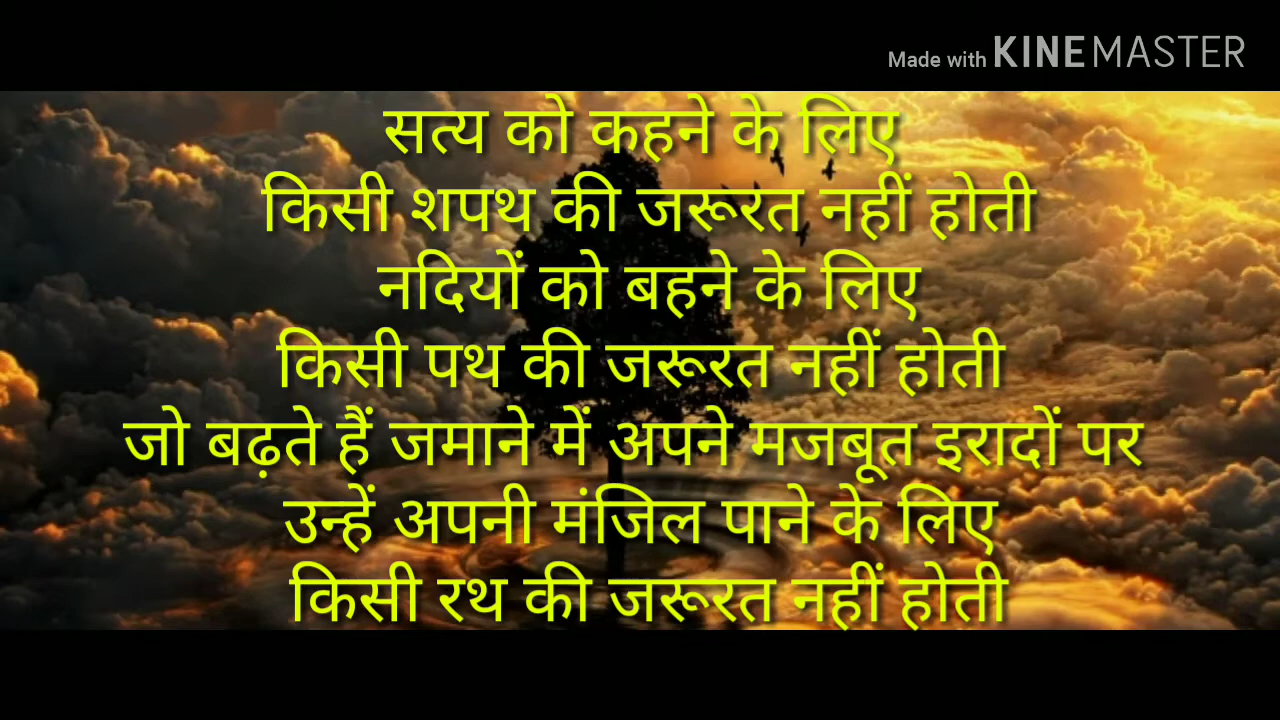 Made with KINEMASTER
सत्य को कहने के लिए
किसी शपथ की जरूरत नहीं होती
नदियों को बहने के लिए
किसी पथ की जरूरत नहीं होती
जो बढ़ते हैं जमाने में अपने मजबूत इरादों पर
उन्हें अपनी मंजिल पाने के लिए
किसी रथ की जरूरत नहीं होती